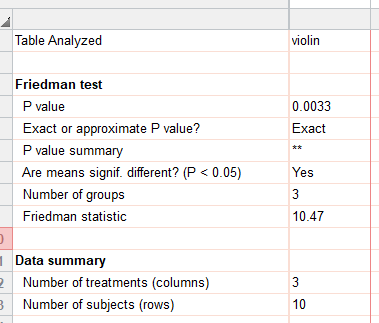 Table Analyzed violin
Friedman test
P value 0.0033
Exact or approximate P value? Exact
P value summary **
Are means signif. different? (P < 0.05) Yes
Number of groups 3
Friedman statistic 10.47
Data summary
Number of treatments (columns) 3
Number of subjects (rows) 10